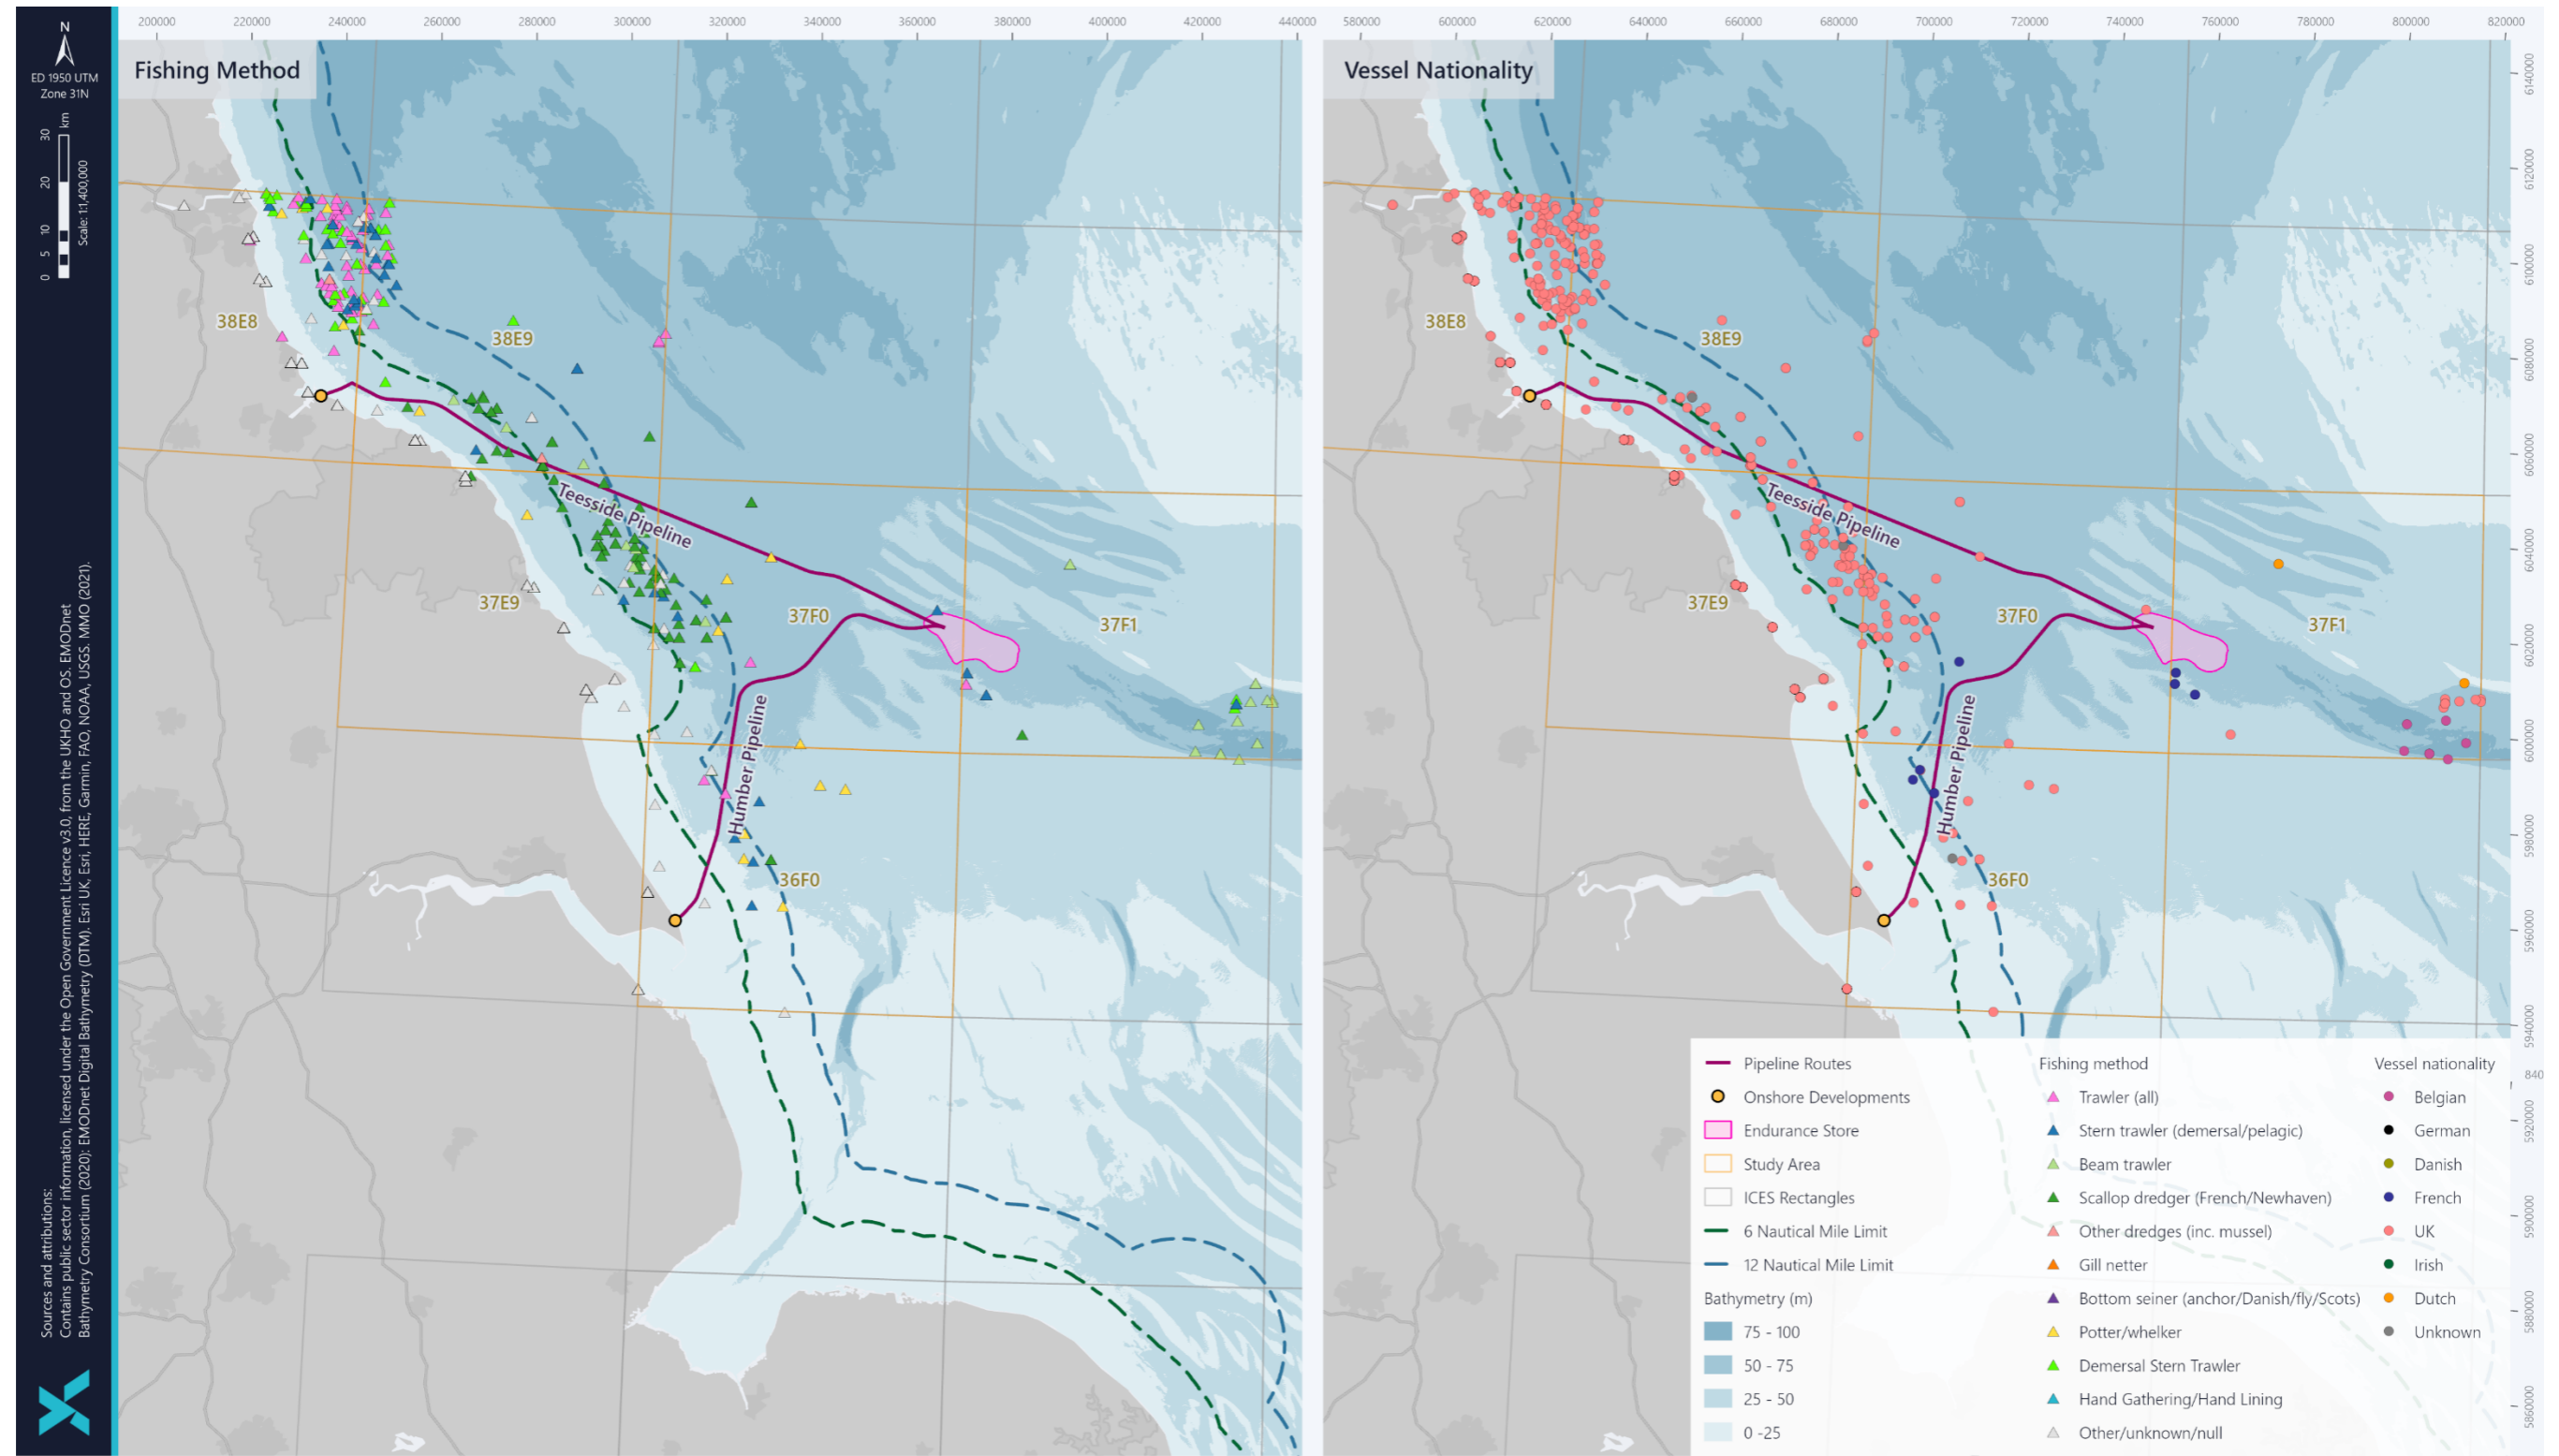 200000 220000 240000 260000 280000 300000 320000 340000 360000 380000 400000 420000 440000
580000 600000 620000 640000 660000 680000 700000 720000 740000 760000 780000 800000 820000
N
ED 1950 UTM
Zone 31N
0 5 10 20 30
km
Scale: 1:1,400,000
Sources and attributions:
Contains public sector information, licensed under the Open Government Licence v3.0, from the UKHO and OS. EMODnet
Bathymetry Consortium (2020): EMODnet Digital Bathymetry (DTM). Esri UK, Esri, HERE, Garmin, FAO, NOAA, USGS. MMO (2021).
Fishing Method
38E8
38E9
Teesside Pipeline
37E9
37F0
37F1
Humber Pipeline
36F0
Vessel Nationality
38E8
38E9
Teesside Pipeline
37E9
37F0
37F1
Humber Pipeline
36F0
6140000
6120000
6100000
6080000
6060000
6040000
6020000
6000000
5980000
5960000
5940000
840
5920000
5900000
5880000
5860000
Pipeline Routes
Onshore Developments
Endurance Store
Study Area
ICES Rectangles
6 Nautical Mile Limit
12 Nautical Mile Limit
Bathymetry (m)
75 - 100
50 - 75
25 - 50
0 -25
Fishing method
Trawler (all)
Stern trawler (demersal/pelagic)
Beam trawler
Scallop dredger (French/Newhaven)
Other dredges (inc. mussel)
Gill netter
Bottom seiner (anchor/Danish/fly/Scots)
Potter/whelker
Demersal Stern Trawler
Hand Gathering/Hand Lining
Other/unknown/null
Vessel nationality
Belgian
German
Danish
French
UK
Irish
Dutch
Unknown